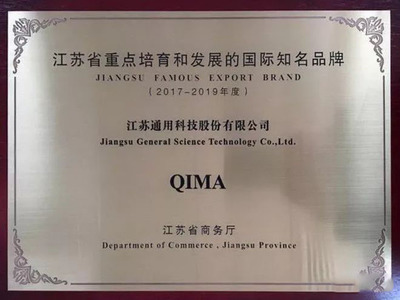 江苏省重点培育和发展的国际知名品牌
JIANGSU FAMOUS EXPORT BRAND
(2017-2019年度)
江苏通用科技股份有限公司
Jiangsu General Science Technology Co.,Ltd.
QIMA
江苏省商务厅
Department of Commerce , Jiangsu Province